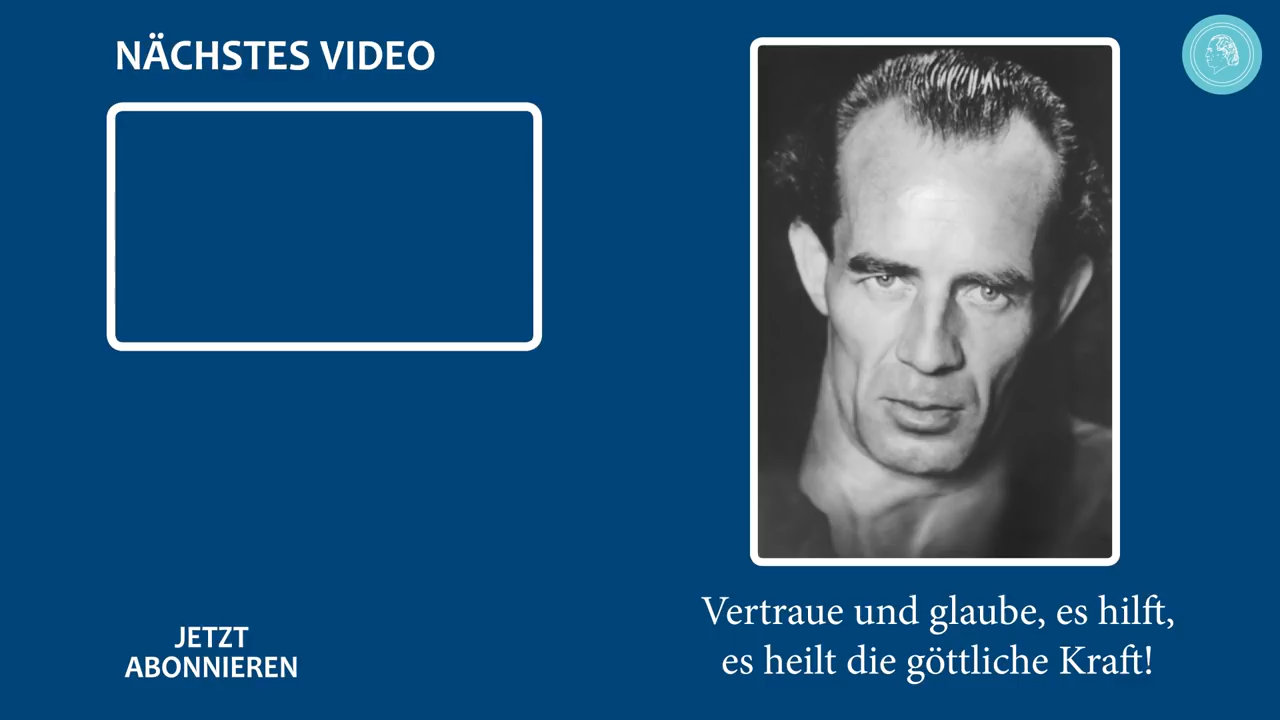 NÄCHSTES VIDEO
JETZT
ABONNIEREN
Vertraue und glaube, es hilft,
es heilt die göttliche Kraft!